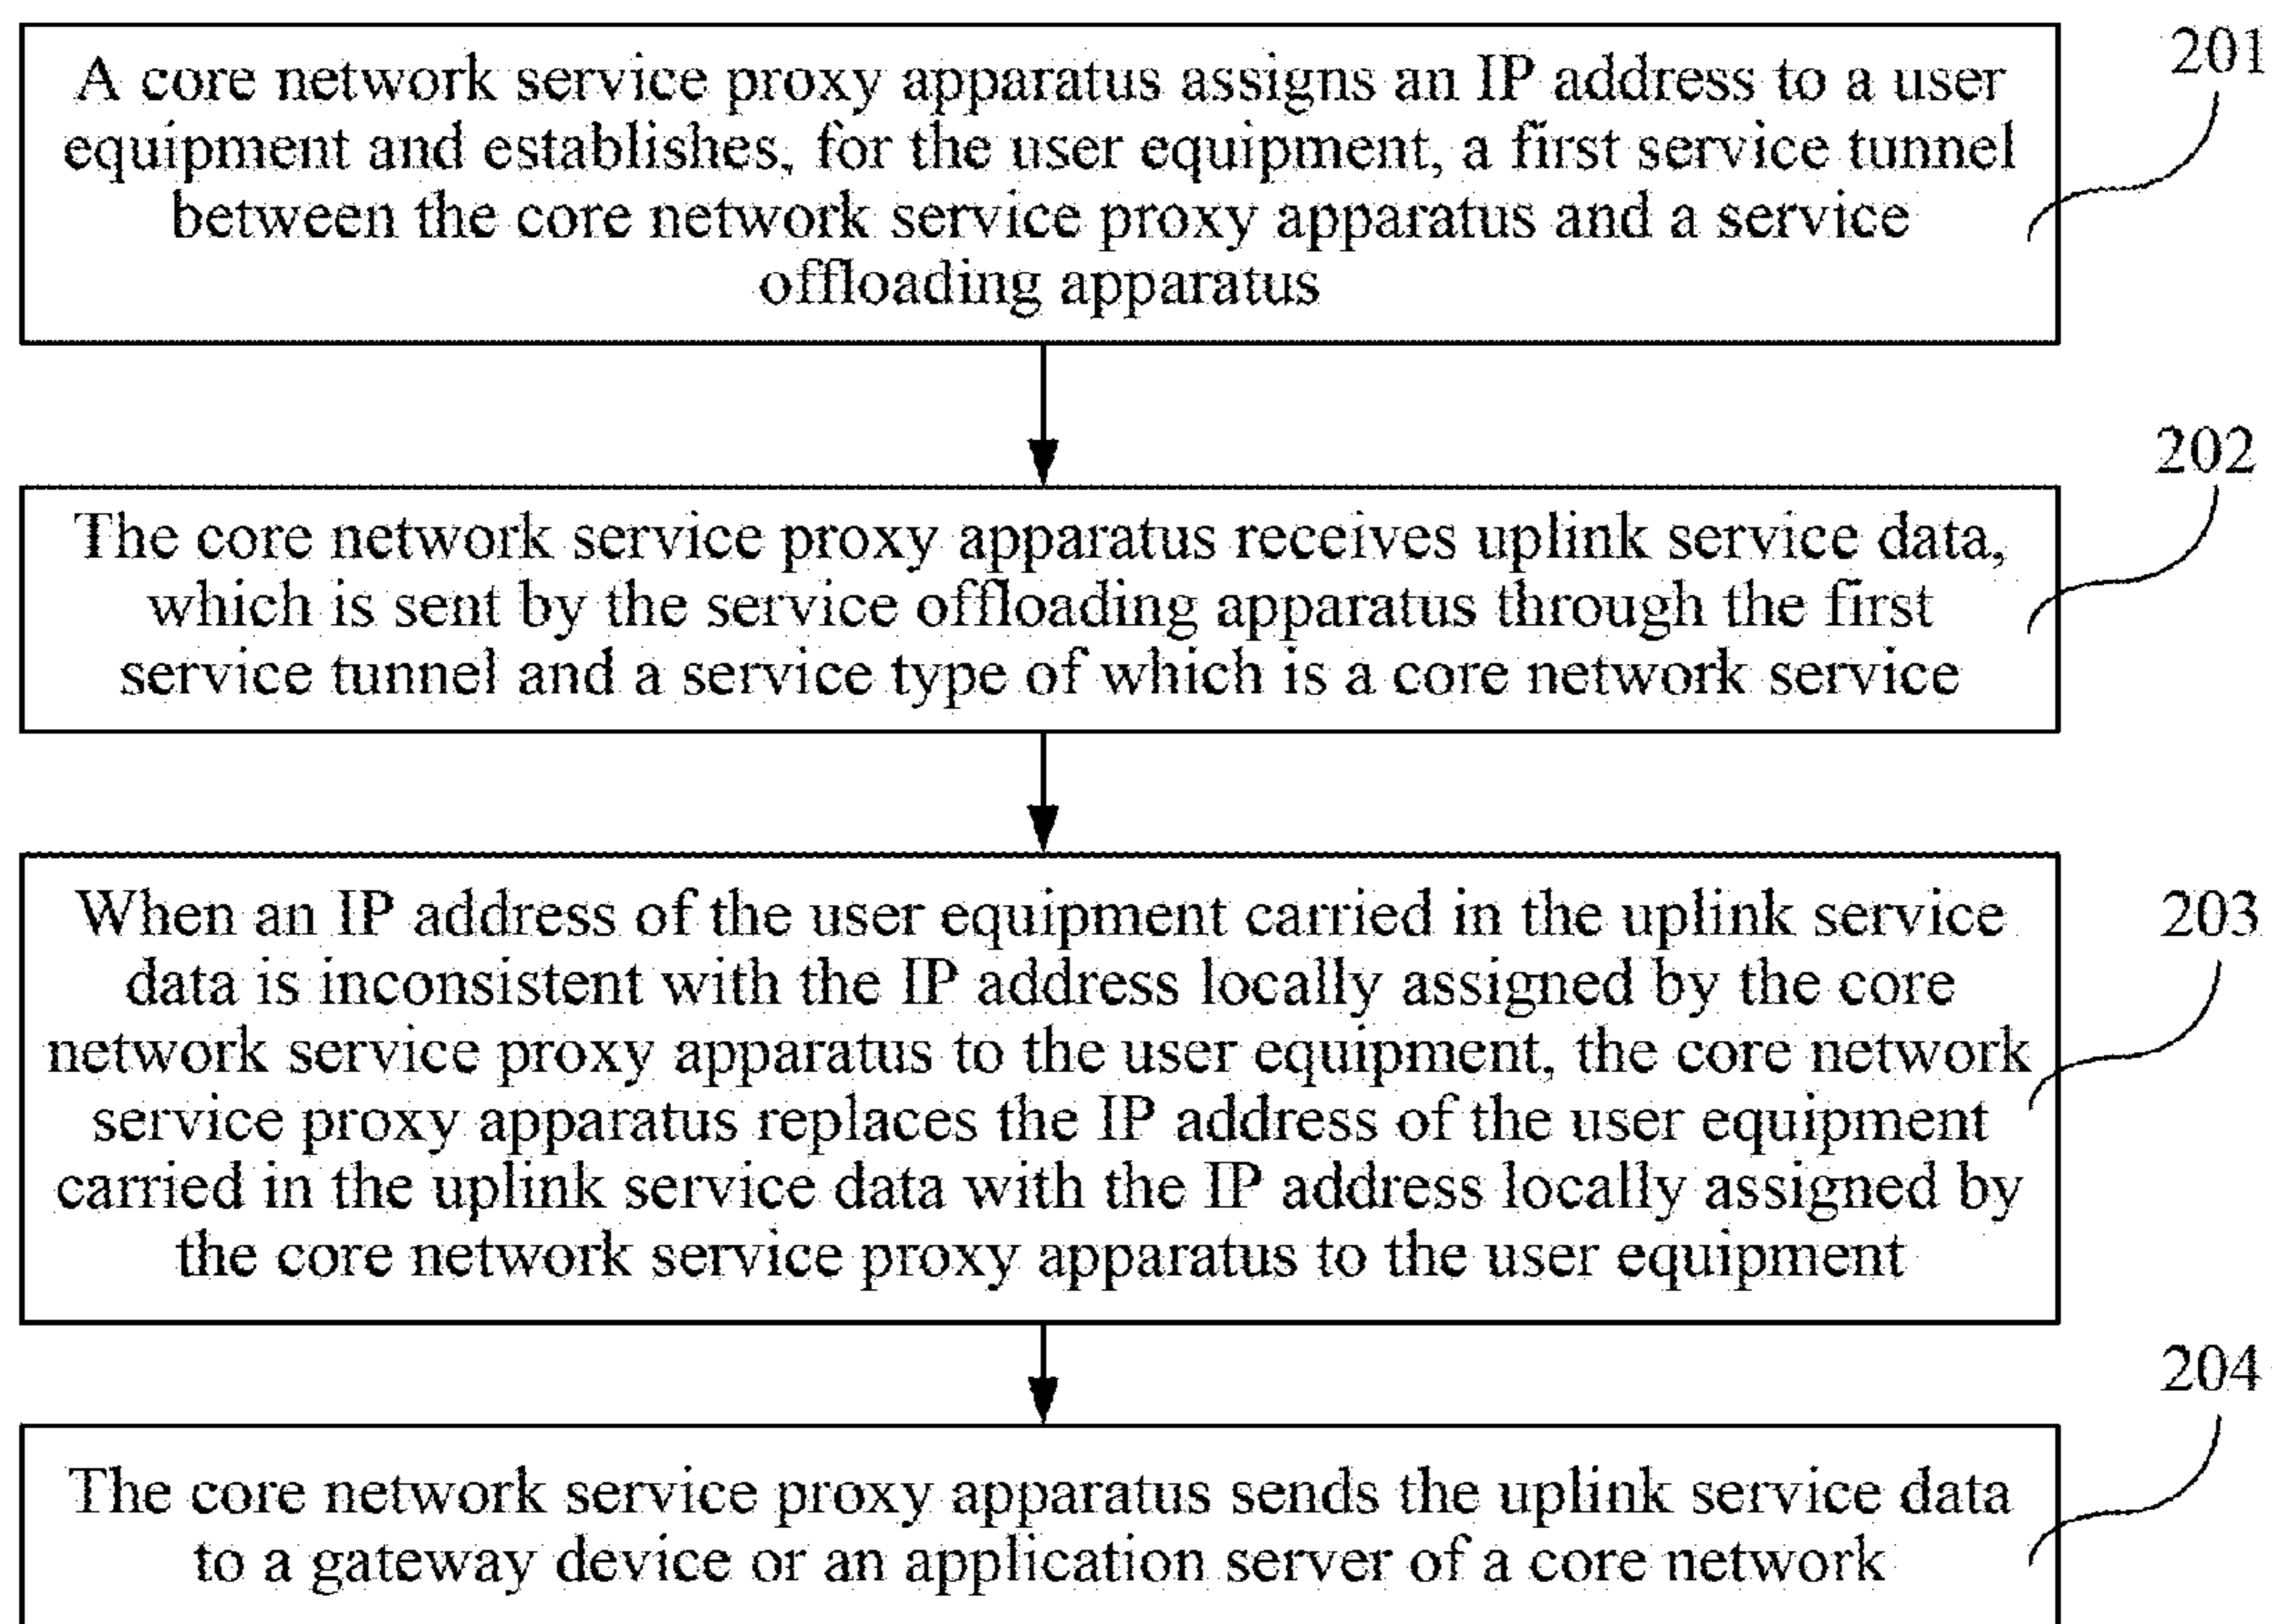 201
A core network service proxy apparatus assigns an IP address to a user
equipment and establishes, for the user equipment, a first service tunnel
between the core network service proxy apparatus and a service
offloading apparatus
202
The core network service proxy apparatus receives uplink service data,
which is sent by the service offloading apparatus through the first
service tunnel and a service type of which is a core network service
203
When an IP address of the user equipment carried in the uplink service
data is inconsistent with the IP address locally assigned by the core
network service proxy apparatus to the user equipment, the core network
service proxy apparatus replaces the IP address of the user equipment
carried in the uplink service data with the IP address locally assigned by
the core network service proxy apparatus to the user equipment
204
The core network service proxy apparatus sends the uplink service data
to a gateway device or an application server of a core network